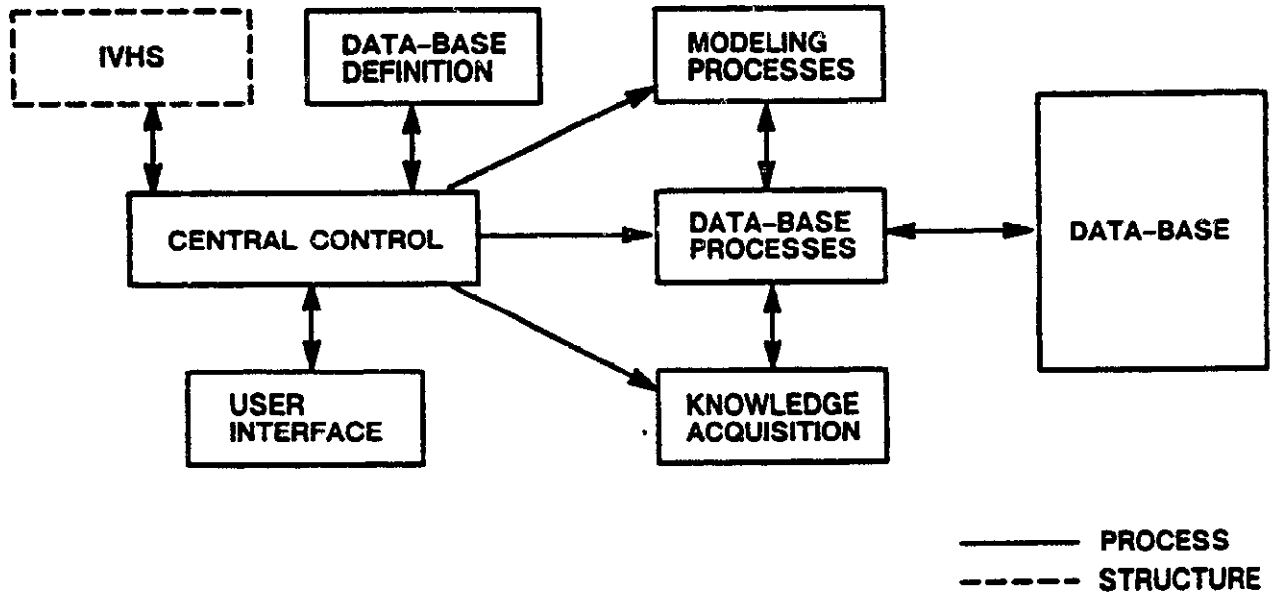 IVHS
DATA-BASE
DEFINITION
MODELING
PROCESSES
CENTRAL CONTROL
DATA-BASE
PROCESSES
DATA-BASE
USER
INTERFACE
KNOWLEDGE
ACQUISITION
PROCESS
STRUCTURE